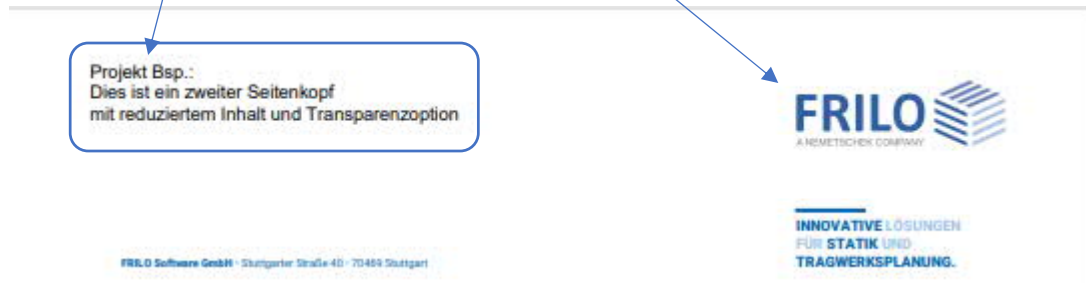 Projekt Bsp.:
Dies ist ein zweiter Seitenkopf
mit reduziertem Inhalt und Transparenzoption
FRILO
A NEMETSCHEK COMPANY
INNOVATIVE LÖSUNGEN
FÜR STATIK UND
TRAGWERKSPLANUNG.
FRILO Software GmbH · Stuttgarter Straße 40 · 70469 Stuttgart